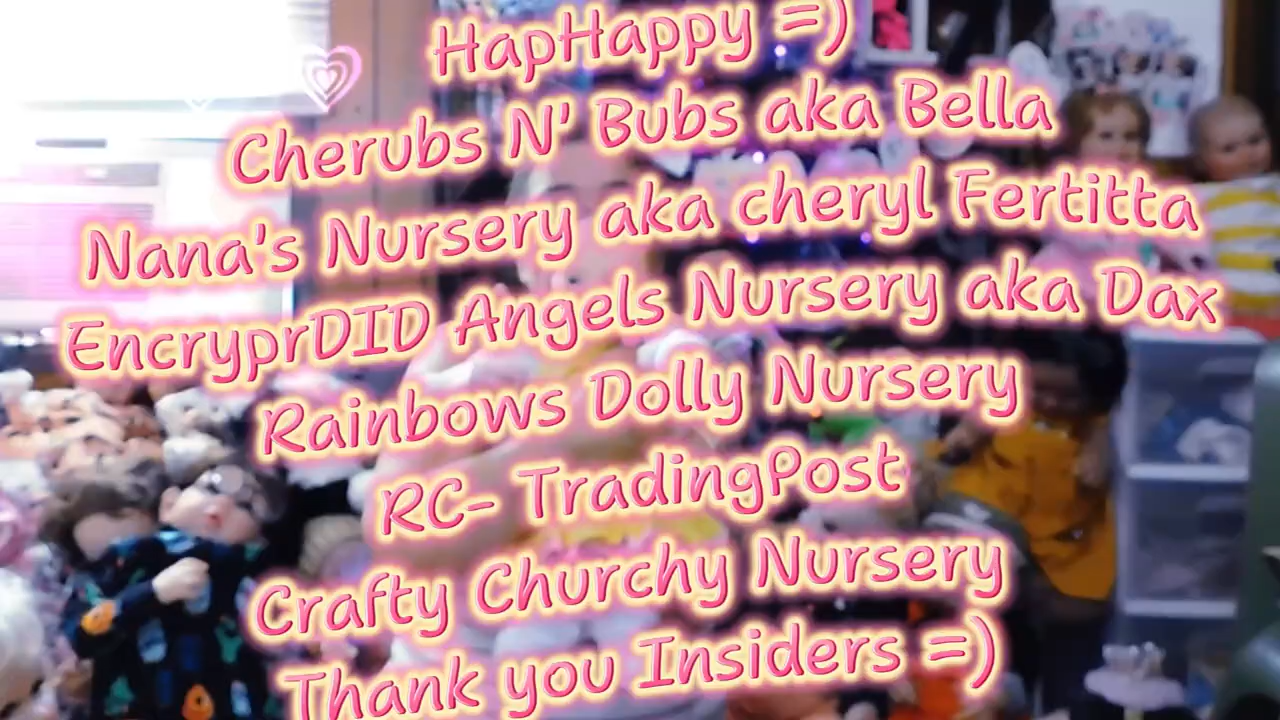 HapHappy =)
Cherubs N' Bubs aka Bella
Nana's Nursery aka cheryl Fertitta
EncryprDID Angels Nursery aka Dax
Rainbows Dolly Nursery
RC- TradingPost
Crafty Churchy Nursery
Thank you Insiders =)